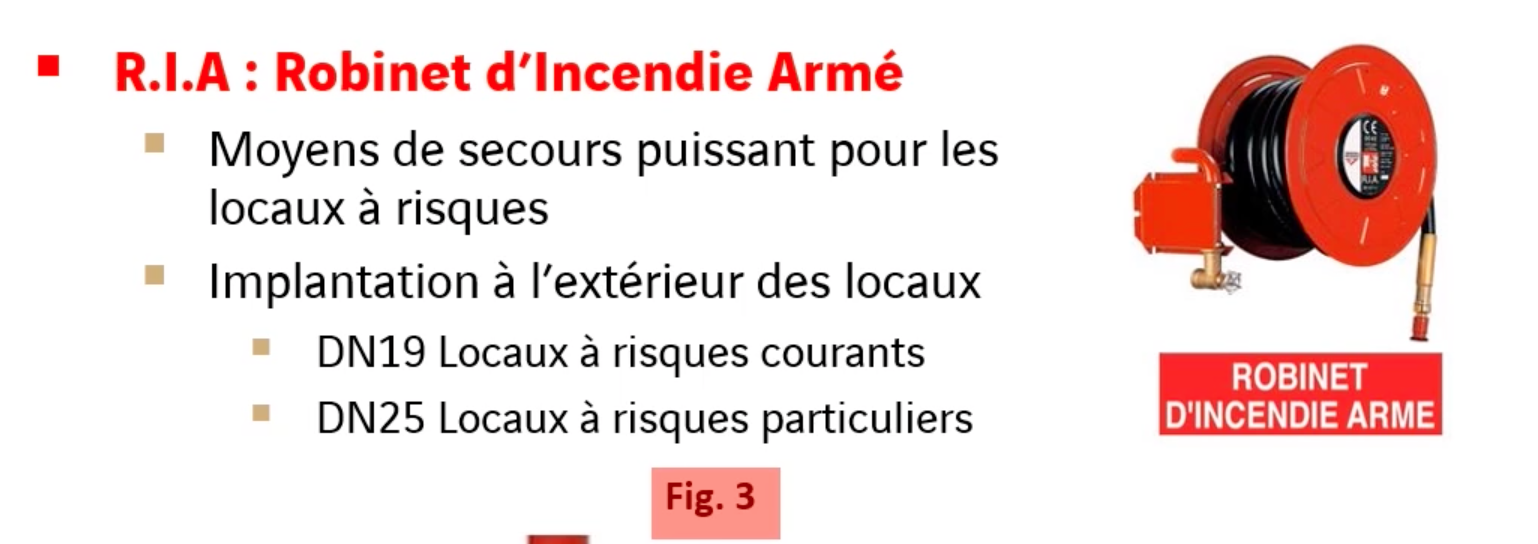 R.I.A : Robinet d'Incendie Armé
Moyens de secours puissant pour les
locaux à risques
Implantation à l'extérieur des locaux
DN19 Locaux à risques courants
DN25 Locaux à risques particuliers
CE
R.I.A.
ROBINET
D'INCENDIE ARME
Fig. 3